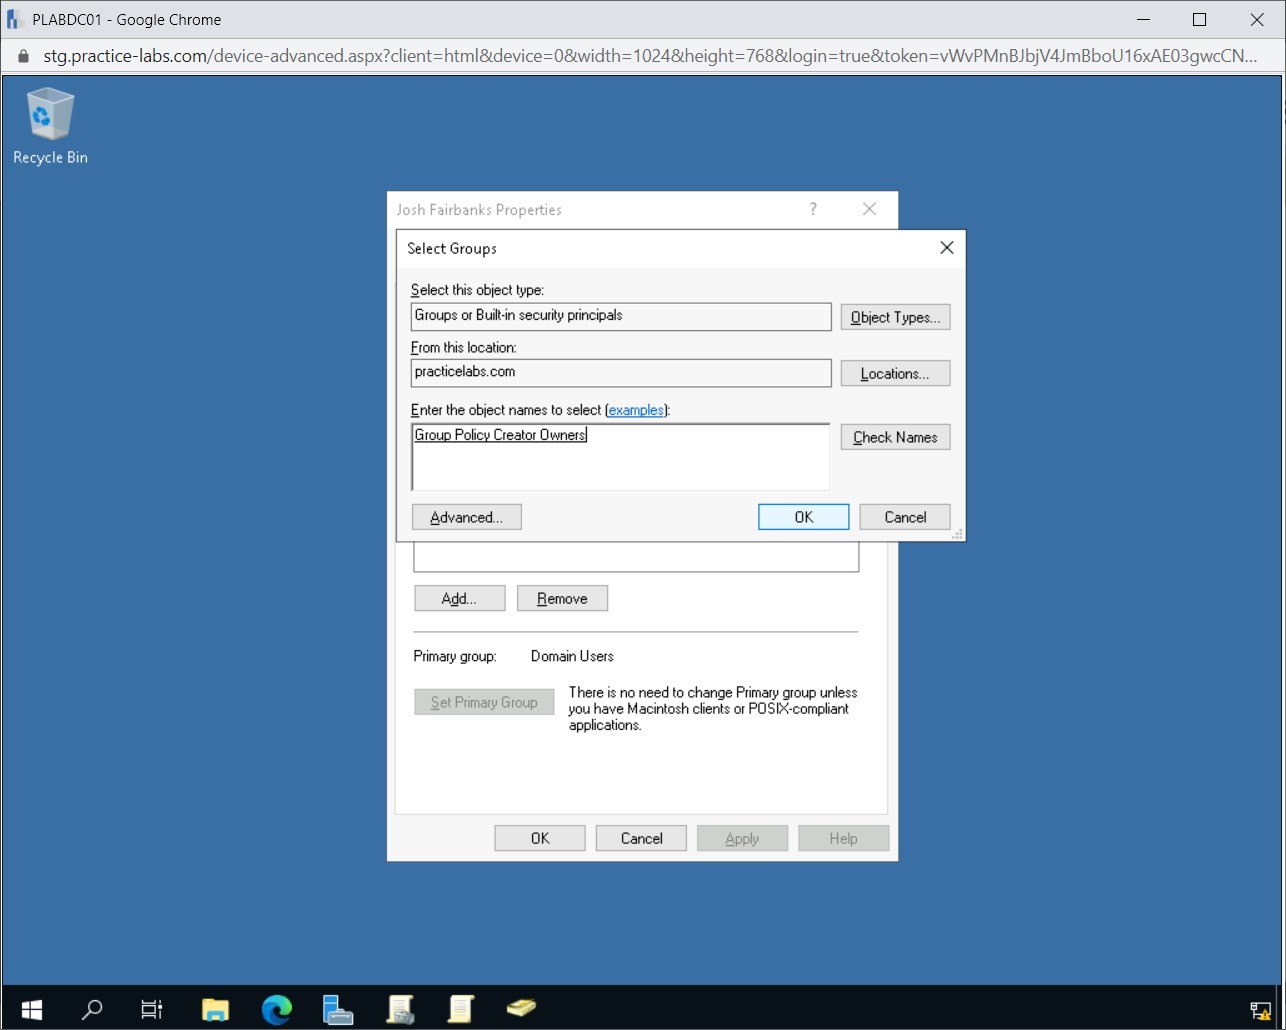 PLABDC01 - Google Chrome
stg.practice-labs.com/device-advanced.aspx?client=html&device=0&width=1024&height=768&login=true&token=vWvPMnBJbjV4JmBboU16xAE03gwcCN...
Recycle Bin
Josh Fairbanks Properties
?
Select Groups
Select this object type:
Groups or Built-in security principals
Object Types...
From this location:
practicelabs.com
Locations...
Enter the object names to select (examples):
Group Policy Creator Owners
Check Names
Advanced...
OK
Cancel
Add...
Remove
Primary group:
Domain Users
Set Primary Group
There is no need to change Primary group unless
you have Macintosh clients or POSIX-compliant
applications.
OK
Cancel
Apply
Help